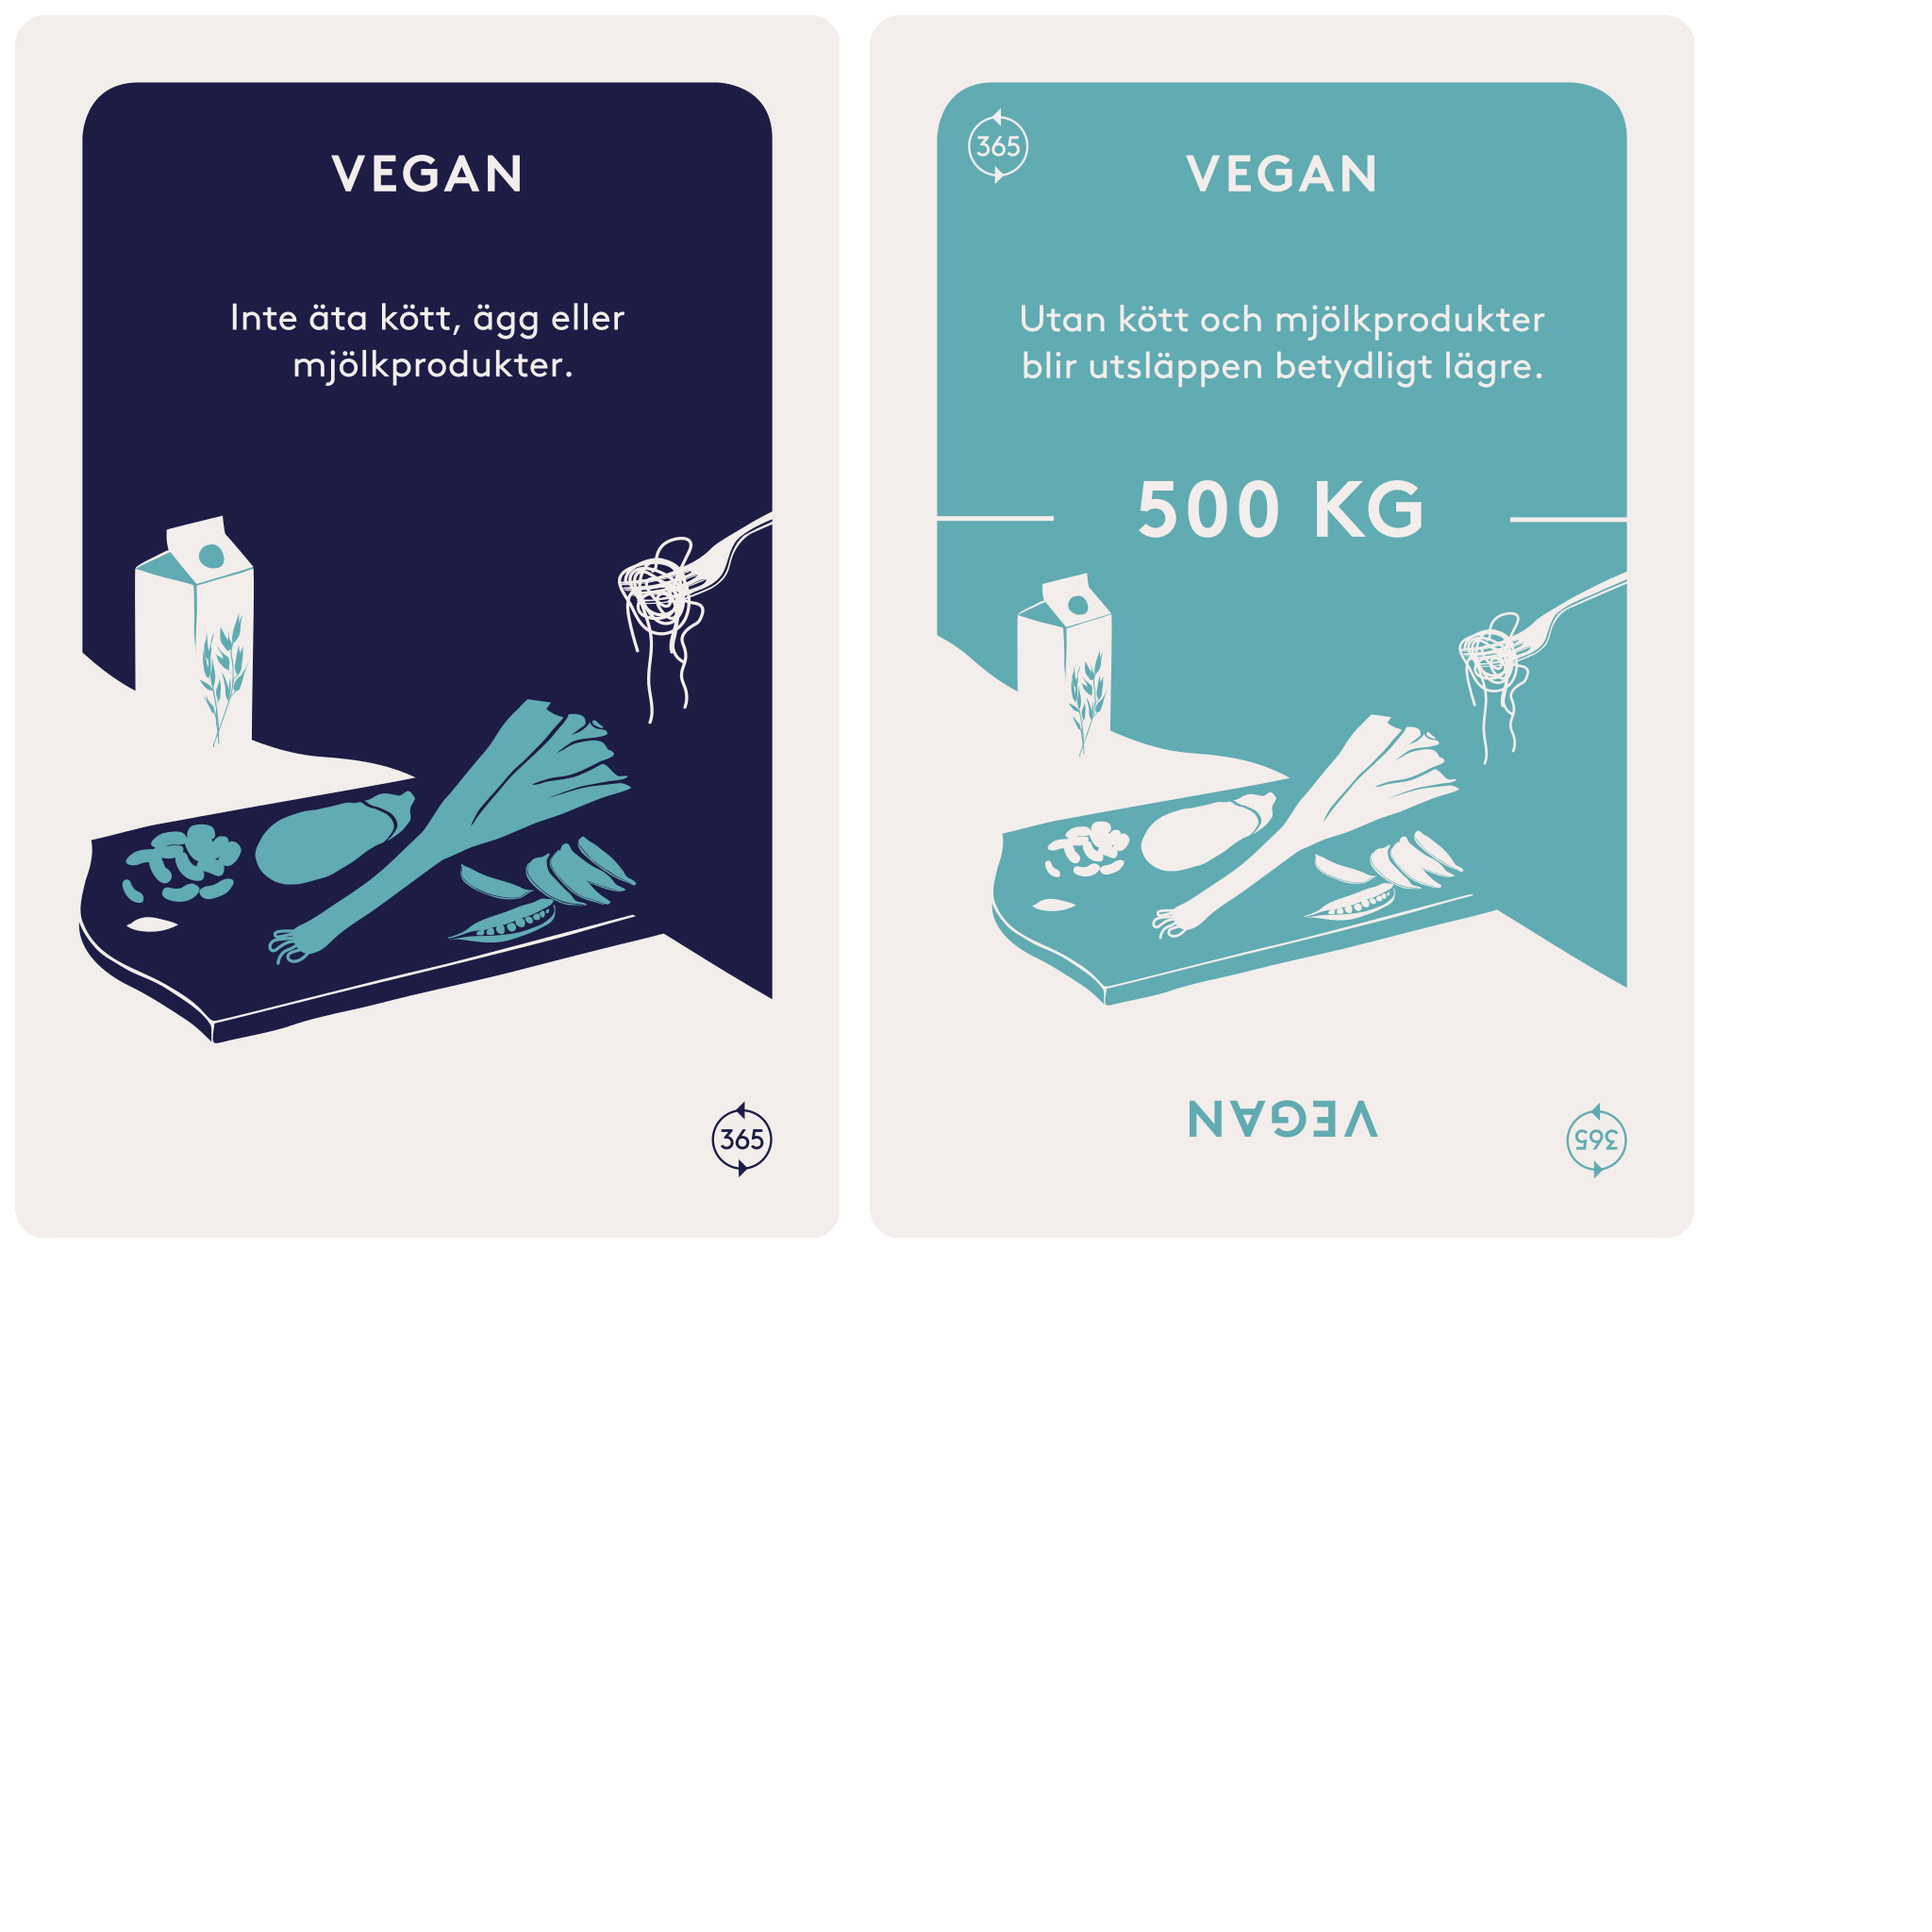 VEGAN
Inte äta kött, ägg eller
mjölkprodukter.
365
365
VEGAN
Utan kött och mjölkprodukter
blir utsläppen betydligt lägre.
500 KG
VEGAN
365